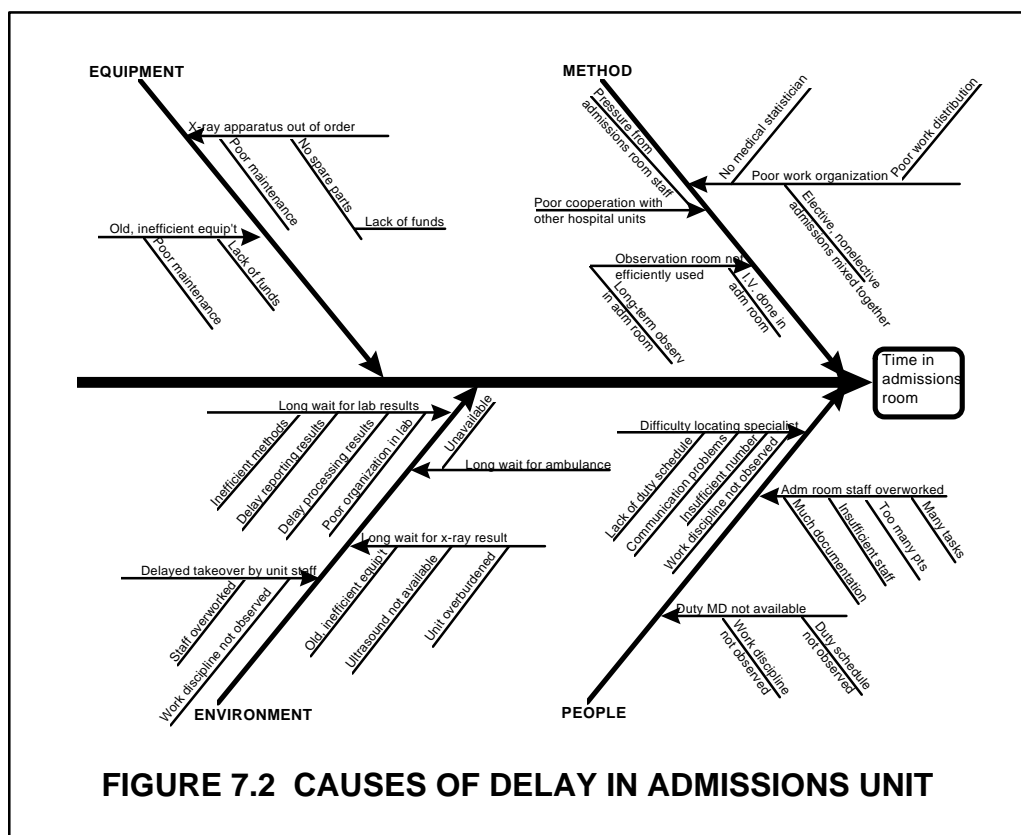 EQUIPMENT
X-ray apparatus out of order
Poor maintenance
No spare parts
Lack of funds
Old, inefficient equip't
Poor maintenance
Lack of funds
METHOD
Pressure from
admissions room staff
No medical statistician
Poor work distribution
Poor work organization
Elective, nonelective
admissions mixed together
Poor cooperation with
other hospital units
Observation room not
efficiently used
Long-term observ
in adm room
I.V. done in
adm room
Time in
admissions
room
Long wait for lab results
Inefficient methods
Delay reporting results
Delay processing results
Poor organization in lab
Unavailable
Long wait for ambulance
Long wait for x-ray result
Old, inefficient equip't
Ultrasound not available
Unit overburdened
Delayed takeover by unit staff
Staff overworked
Work discipline not observed
ENVIRONMENT
Difficulty locating specialist
Lack of duty schedule
Communication problems
Insufficient number
Work discipline not observed
Adm room staff overworked
Much documentation
Insufficient staff
Too many pts
Many tasks
Duty MD not available
Work discipline
not observed
Duty schedule
not observed
PEOPLE
FIGURE 7.2 CAUSES OF DELAY IN ADMISSIONS UNIT